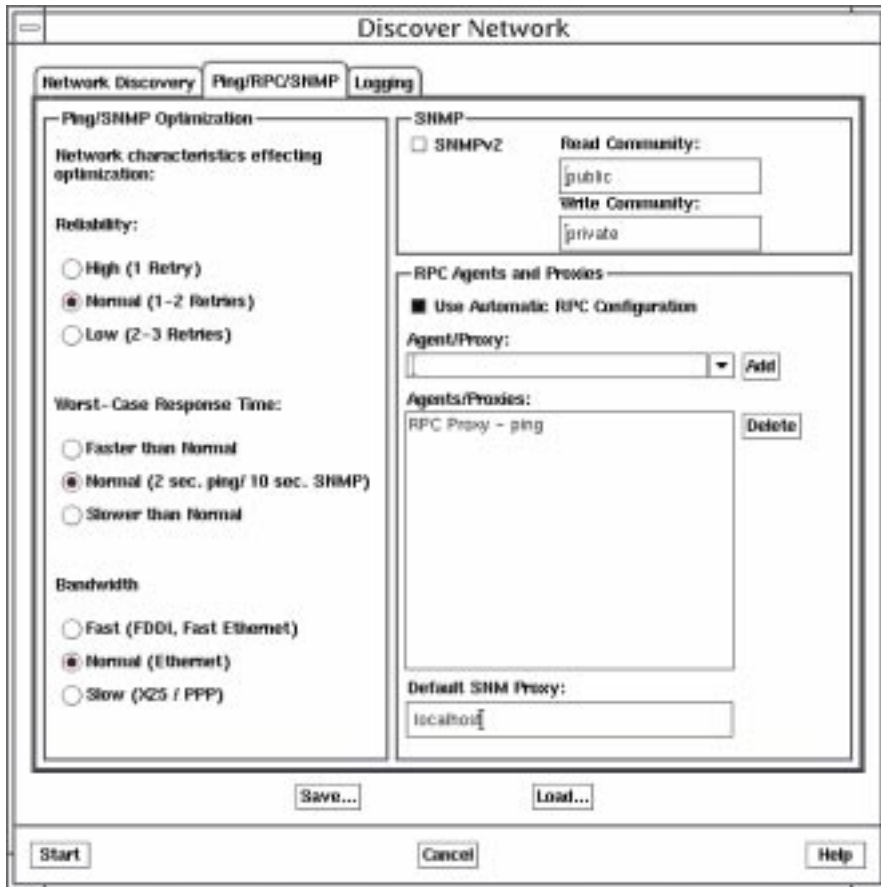 Discover Network
Network Discovery
Ping/RPC/SNMP
Logging
Ping/SNMP Optimization
Network characteristics effecting
optimization:
Reliability:
High (1 Retry)
Normal (1-2 Retries)
Low (2-3 Retries)
Worst-Case Response Time:
Faster than Normal
Normal (2 sec. ping/ 10 sec. SNMP)
Slower than Normal
Bandwidth
Fast (FDDI, Fast Ethernet)
Normal (Ethernet)
Slow (X25 / PPP)
SNMP
SNMPv2
Read Community:
public
Write Community:
private
RPC Agents and Proxies
Use Automatic RPC Configuration
Agent/Proxy:
Add
Agents/Proxies:
RPC Proxy - ping
Delete
Default SNM Proxy:
localhost
Save...
Load...
Start
Cancel
Help